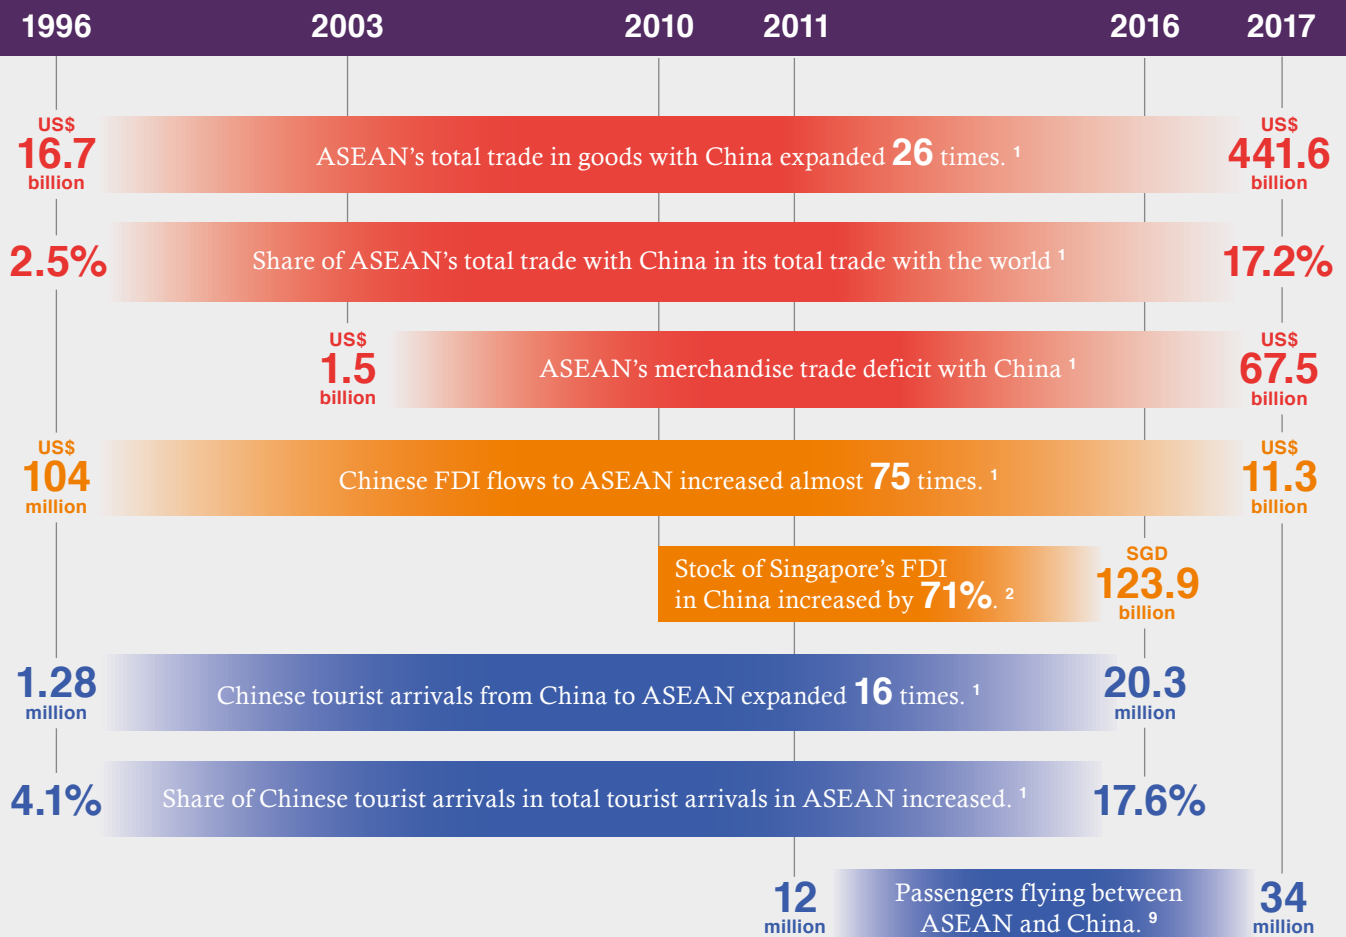 1996 2003 2010 2011 2016 2017
US$
16.7
billion
ASEAN’s total trade in goods with China expanded 26 times. 1
US$
441.6
billion
2.5%
Share of ASEAN’s total trade with China in its total trade with the world 1
17.2%
US$
1.5
billion
ASEAN’s merchandise trade deficit with China 1
US$
67.5
billion
US$
104
million
Chinese FDI flows to ASEAN increased almost 75 times. 1
US$
11.3
billion
Stock of Singapore’s FDI
in China increased by 71%. 2
SGD
123.9
billion
1.28
million
Chinese tourist arrivals from China to ASEAN expanded 16 times. 1
20.3
million
4.1%
Share of Chinese tourist arrivals in total tourist arrivals in ASEAN increased. 1
17.6%
12
million
Passengers flying between
ASEAN and China. 9
34
million